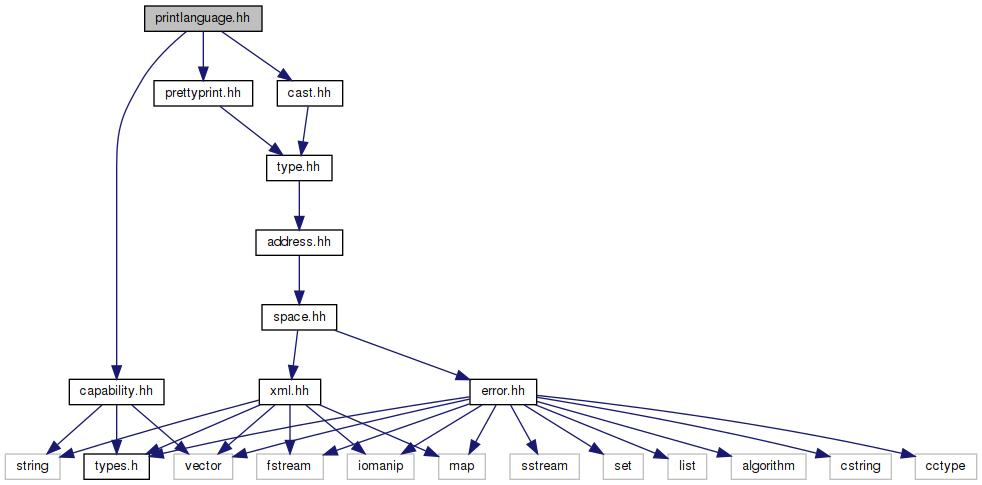 printlanguage.hh
prettyprint.hh
cast.hh
type.hh
address.hh
space.hh
capability.hh
xml.hh
error.hh
string
types.h
vector
fstream
iomanip
map
sstream
set
list
algorithm
cstring
cctype